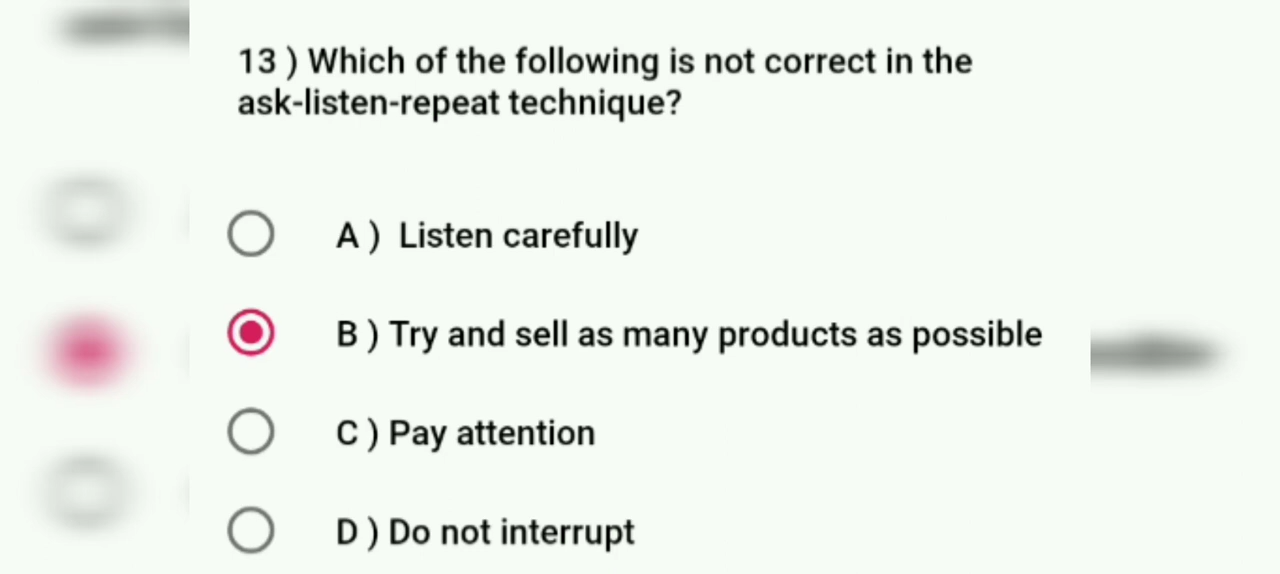 13 ) Which of the following is not correct in the
ask-listen-repeat technique?
A ) Listen carefully
B ) Try and sell as many products as possible
C ) Pay attention
D ) Do not interrupt